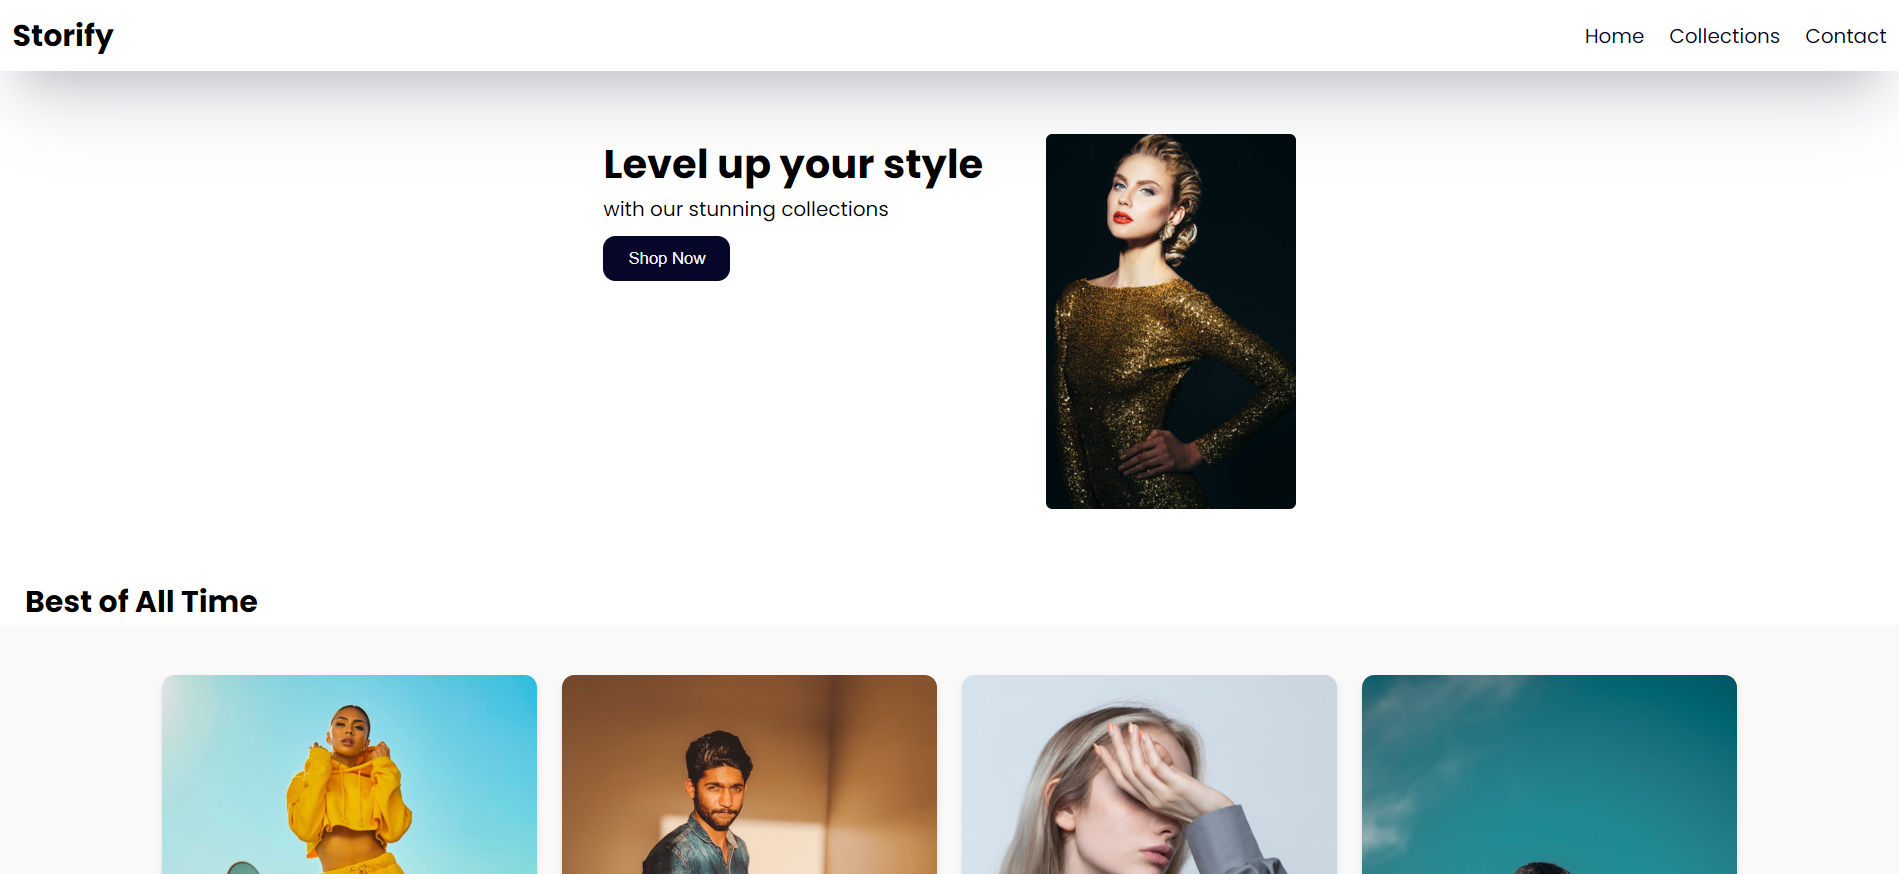 Storify
Home Collections Contact
Level up your style
with our stunning collections
Shop Now
Best of All Time